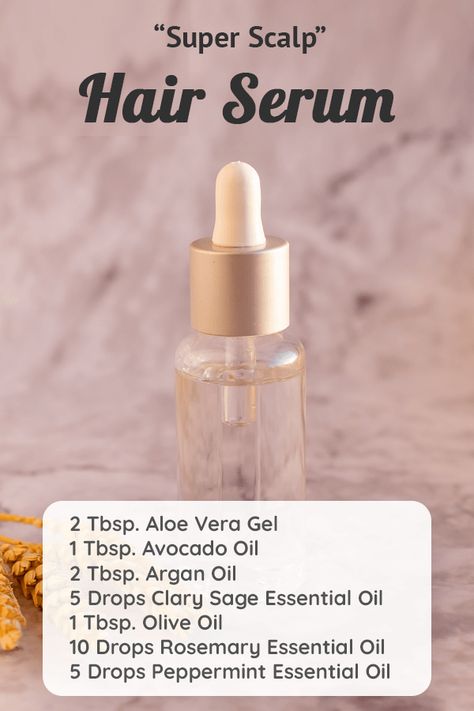 “Super Scalp”
Hair Serum
2 Tbsp. Aloe Vera Gel
1 Tbsp. Avocado Oil
2 Tbsp. Argan Oil
5 Drops Clary Sage Essential Oil
1 Tbsp. Olive Oil
10 Drops Rosemary Essential Oil
5 Drops Peppermint Essential Oil